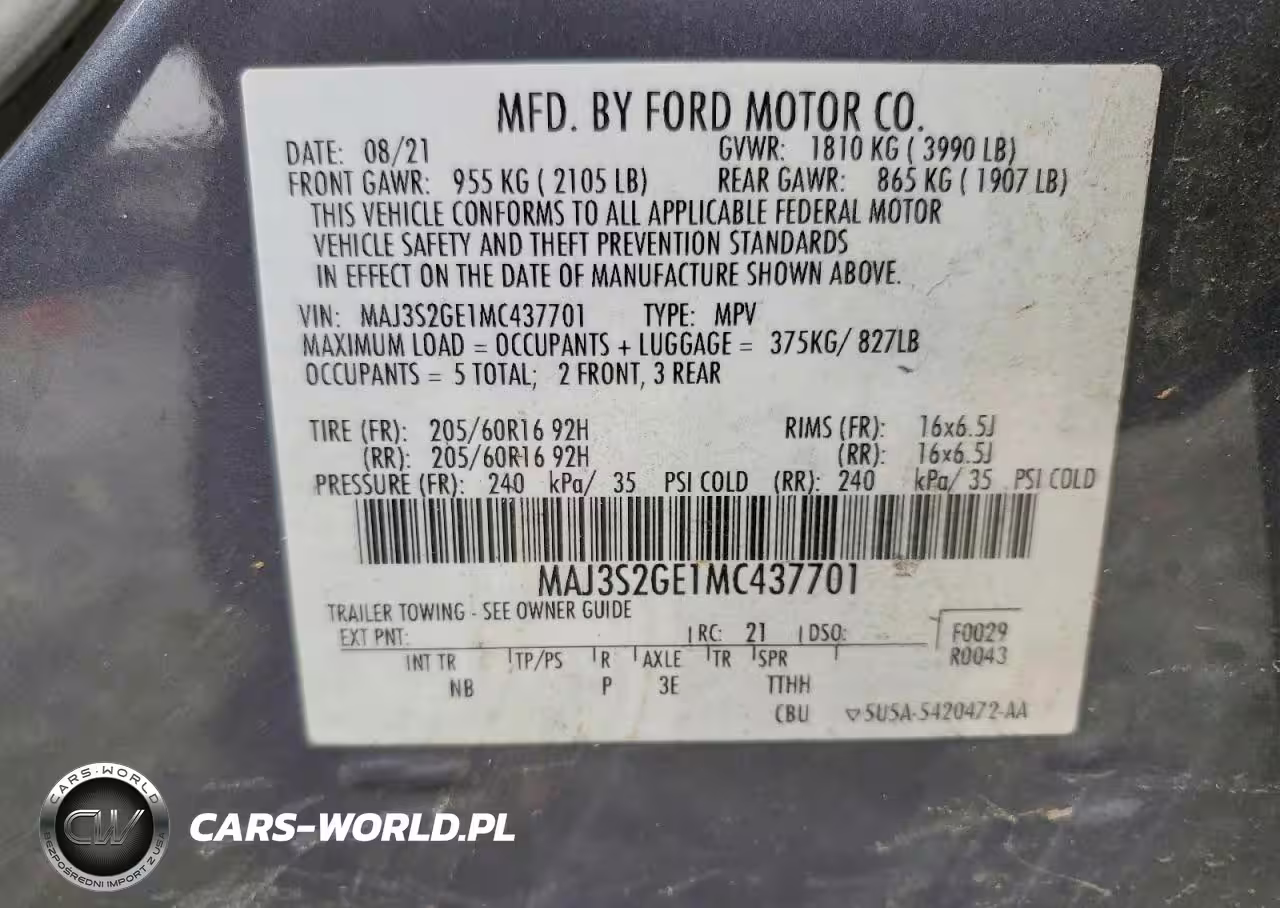 MFD. BY FORD MOTOR CO.
DATE: 08/21 GVWR: 1810 KG ( 3990 LB)
FRONT GAWR: 955 KG ( 2105 LB) REAR GAWR: 865 KG ( 1907 LB)
THIS VEHICLE CONFORMS TO ALL APPLICABLE FEDERAL MOTOR
VEHICLE SAFETY AND THEFT PREVENTION STANDARDS
IN EFFECT ON THE DATE OF MANUFACTURE SHOWN ABOVE.
VIN: MAJ3S2GE1MC437701 TYPE: MPV
MAXIMUM LOAD = OCCUPANTS + LUGGAGE = 375KG/ 827LB
OCCUPANTS = 5 TOTAL; 2 FRONT, 3 REAR
TIRE (FR): 205/60R16 92H RIMS (FR): 16x6.5J
(RR): 205/60R16 92H (RR): 16x6.5J
PRESSURE (FR): 240 kPa/ 35 PSI COLD (RR): 240 kPa/ 35 PSI COLD
MAJ3S2GE1MC437701
TRAILER TOWING - SEE OWNER GUIDE
EXT PNT: RC: 21 DSO: F0029
INT TR TP/PS R AXLE TR SPR R0043
NB P 3E TTHH
CBU ▽5U5A-5420472-AA
CARS-WORLD
CW
BEZPOŚREDNI IMPORT Z USA
CARS-WORLD.PL